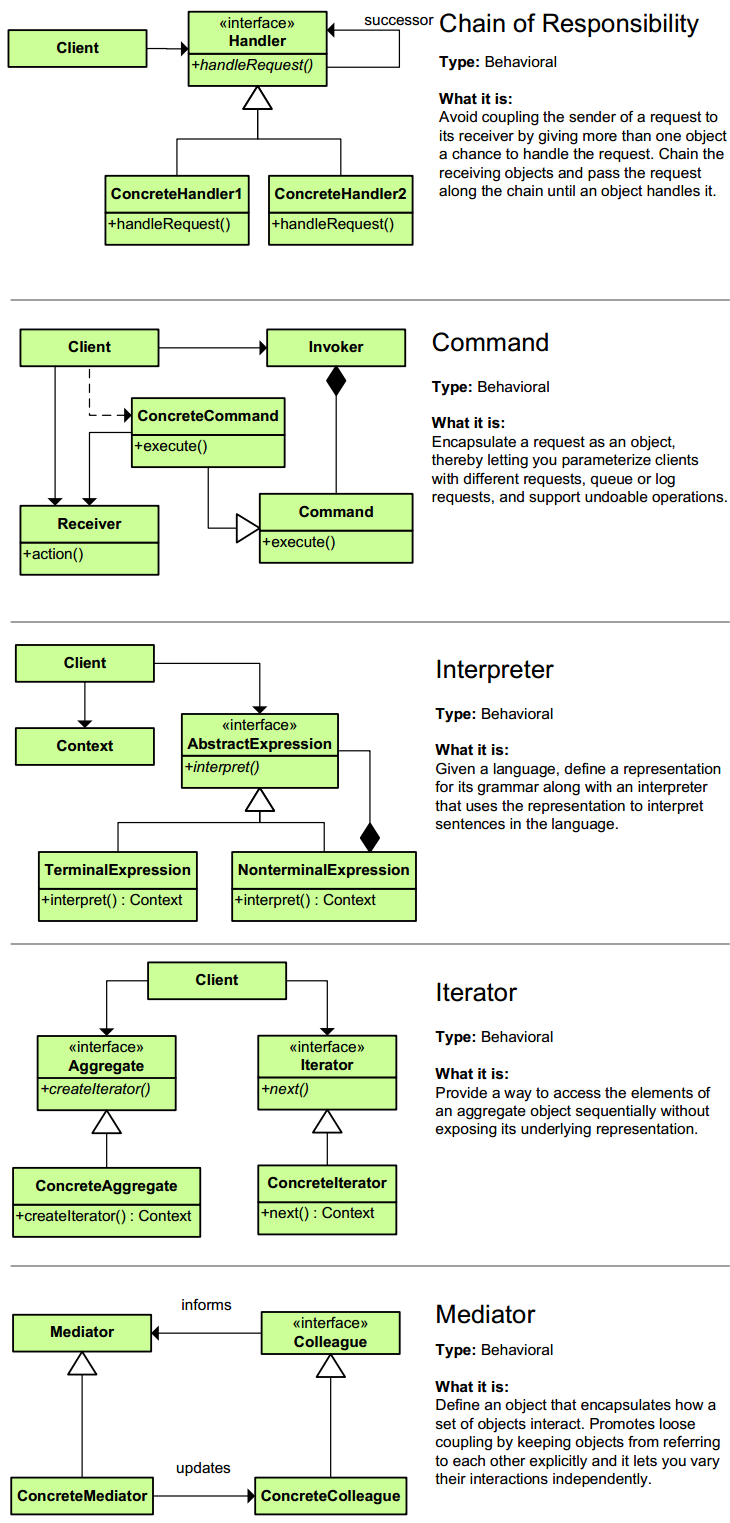 successor
Chain of Responsibility
«interface»
Handler
+handleRequest()
Client
Type: Behavioral
What it is:
Avoid coupling the sender of a request to
its receiver by giving more than one object
a chance to handle the request. Chain the
receiving objects and pass the request
along the chain until an object handles it.
ConcreteHandler1
+handleRequest()
ConcreteHandler2
+handleRequest()
Client
Invoker
Command
Type: Behavioral
What it is:
Encapsulate a request as an object,
thereby letting you parameterize clients
with different requests, queue or log
requests, and support undoable operations.
ConcreteCommand
+execute()
Receiver
+action()
Command
+execute()
Client
Interpreter
Type: Behavioral
What it is:
Given a language, define a representation
for its grammar along with an interpreter
that uses the representation to interpret
sentences in the language.
Context
«interface»
AbstractExpression
+interpret()
TerminalExpression
+interpret() : Context
NonterminalExpression
+interpret() : Context
Client
Iterator
Type: Behavioral
What it is:
Provide a way to access the elements of
an aggregate object sequentially without
exposing its underlying representation.
«interface»
Aggregate
+createIterator()
«interface»
Iterator
+next()
ConcreteAggregate
+createIterator() : Context
ConcreteIterator
+next() : Context
informs
Mediator
Type: Behavioral
What it is:
Define an object that encapsulates how a
set of objects interact. Promotes loose
coupling by keeping objects from referring
to each other explicitly and it lets you vary
their interactions independently.
Mediator
«interface»
Colleague
updates
ConcreteMediator
ConcreteColleague